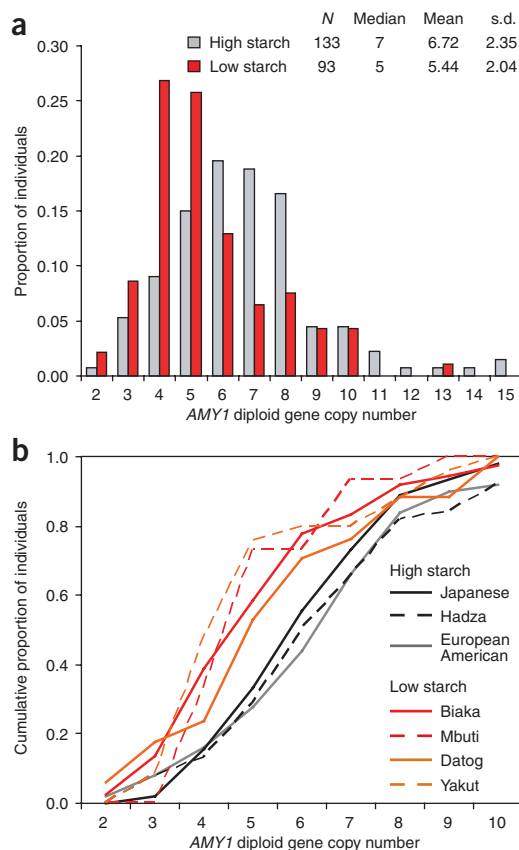 a
N Median Mean s.d.
High starch 133 7 6.72 2.35
Low starch 93 5 5.44 2.04
Proportion of individuals
0.30
0.25
0.20
0.15
0.10
0.05
0.00
2 3 4 5 6 7 8 9 10 11 12 13 14 15
AMY1 diploid gene copy number
b
Cumulative proportion of individuals
1.0
0.8
0.6
0.4
0.2
0.0
High starch
Japanese
Hadza
European
American
Low starch
Biaka
Mbuti
Datog
Yakut
2 3 4 5 6 7 8 9 10
AMY1 diploid gene copy number